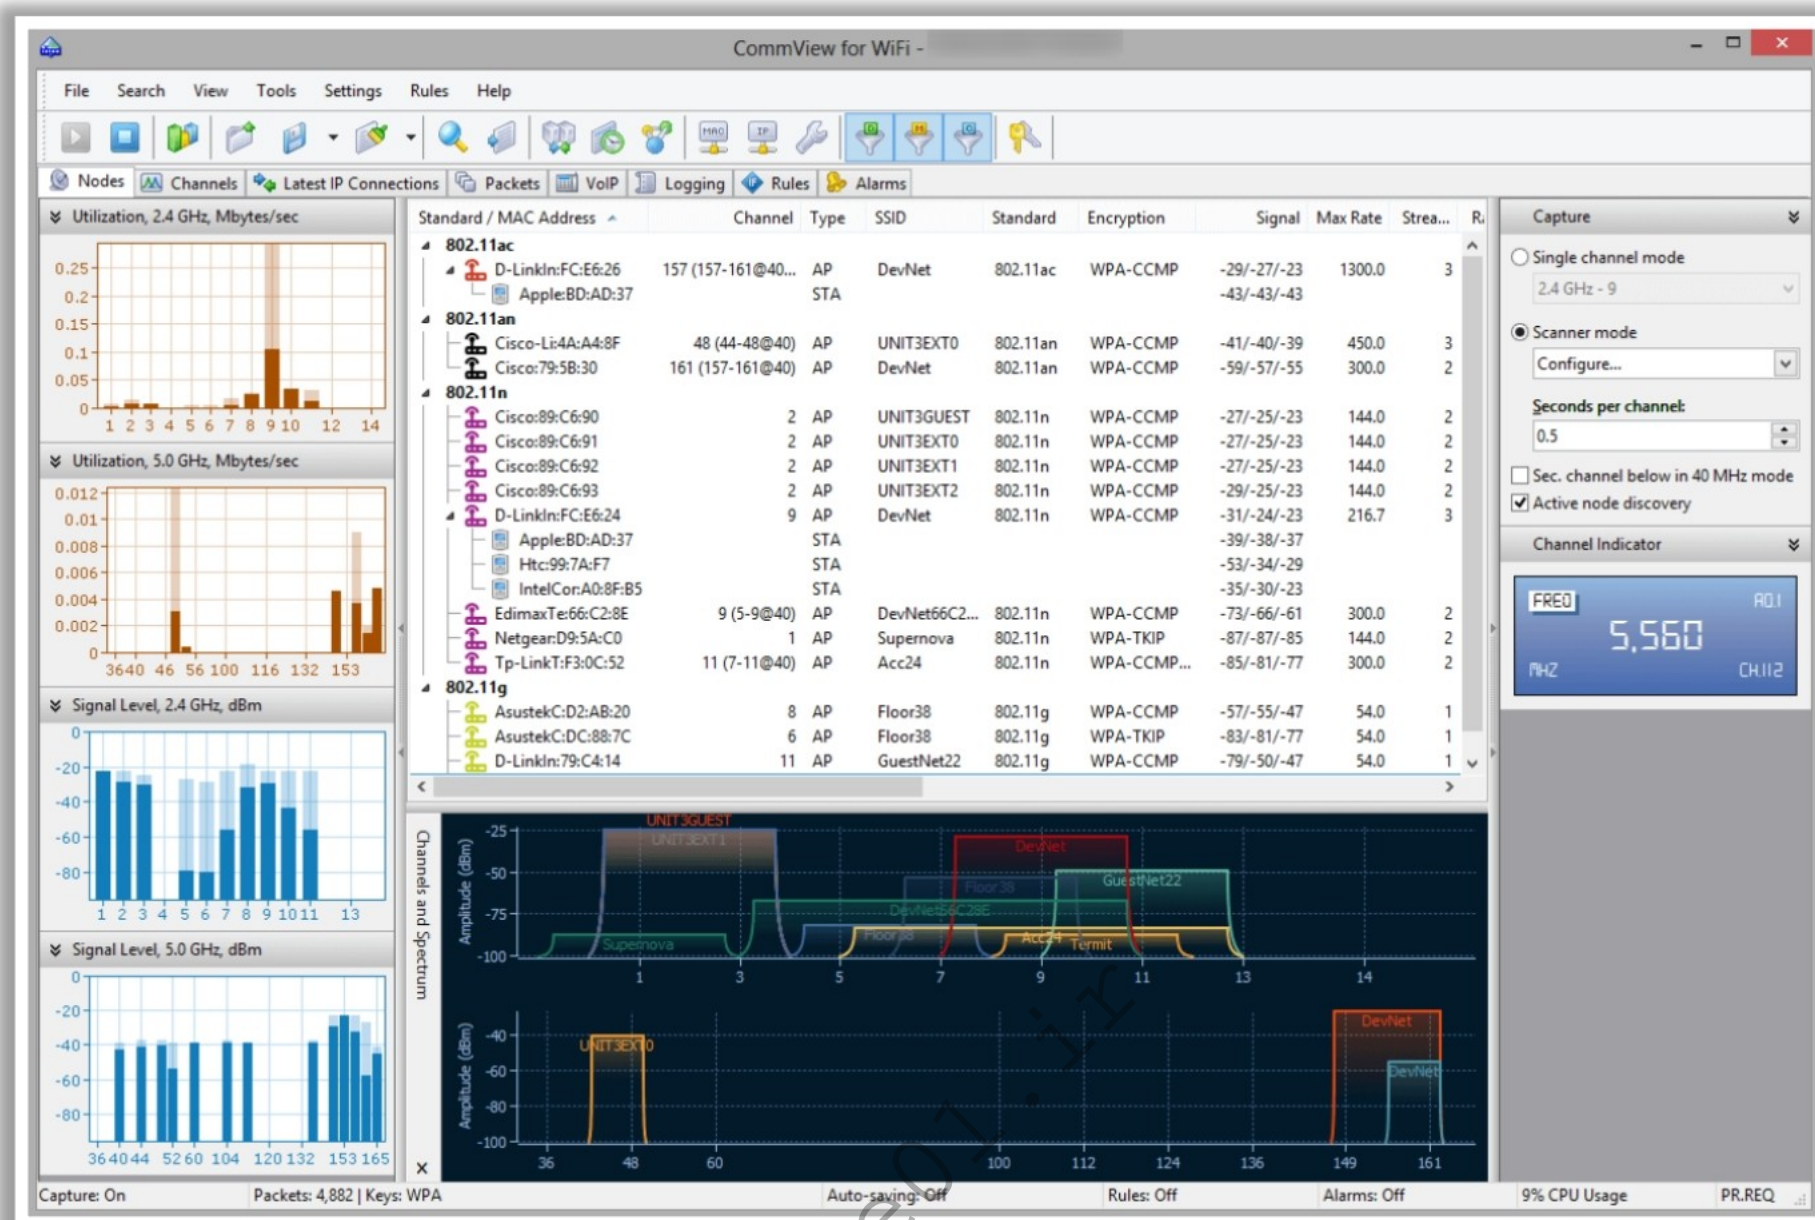 CommView for WiFi -
File Search View Tools Settings Rules Help
MAC IP D M C
Nodes Channels Latest IP Connections Packets VoIP Logging Rules Alarms
Utilization, 2.4 GHz, Mbytes/sec
0.25
0.2
0.15
0.1
0.05
0
1 2 3 4 5 6 7 8 9 10 12 14
Utilization, 5.0 GHz, Mbytes/sec
0.012
0.01
0.008
0.006
0.004
0.002
0
3640 46 56 100 116 132 153
Signal Level, 2.4 GHz, dBm
0
-20
-40
-60
-80
1 2 3 4 5 6 7 8 9 10 11 13
Signal Level, 5.0 GHz, dBm
0
-20
-40
-60
-80
36 40 44 52 60 104 120 132 153 165
Standard / MAC Address Channel Type SSID Standard Encryption Signal Max Rate Strea... Ra
802.11ac
D-LinkIn:FC:E6:26 157 (157-161@40... AP DevNet 802.11ac WPA-CCMP -29/-27/-23 1300.0 3
Apple:BD:AD:37 STA -43/-43/-43
802.11an
Cisco-Li:4A:A4:8F 48 (44-48@40) AP UNIT3EXT0 802.11an WPA-CCMP -41/-40/-39 450.0 3
Cisco:79:5B:30 161 (157-161@40) AP DevNet 802.11an WPA-CCMP -59/-57/-55 300.0 2
802.11n
Cisco:89:C6:90 2 AP UNIT3GUEST 802.11n WPA-CCMP -27/-25/-23 144.0 2
Cisco:89:C6:91 2 AP UNIT3EXT0 802.11n WPA-CCMP -27/-25/-23 144.0 2
Cisco:89:C6:92 2 AP UNIT3EXT1 802.11n WPA-CCMP -27/-25/-23 144.0 2
Cisco:89:C6:93 2 AP UNIT3EXT2 802.11n WPA-CCMP -29/-25/-23 144.0 2
D-LinkIn:FC:E6:24 9 AP DevNet 802.11n WPA-CCMP -31/-24/-23 216.7 3
Apple:BD:AD:37 STA -39/-38/-37
Htc:99:7A:F7 STA -53/-34/-29
IntelCor:A0:8F:B5 STA -35/-30/-23
EdimaxTe:66:C2:8E 9 (5-9@40) AP DevNet66C2... 802.11n WPA-CCMP -73/-66/-61 300.0 2
Netgear:D9:5A:C0 1 AP Supernova 802.11n WPA-TKIP -87/-87/-85 144.0 2
Tp-LinkT:F3:0C:52 11 (7-11@40) AP Acc24 802.11n WPA-CCMP... -85/-81/-77 300.0 2
802.11g
AsustekC:D2:AB:20 8 AP Floor38 802.11g WPA-CCMP -57/-55/-47 54.0 1
AsustekC:DC:88:7C 6 AP Floor38 802.11g WPA-TKIP -83/-81/-77 54.0 1
D-LinkIn:79:C4:14 11 AP GuestNet22 802.11g WPA-CCMP -79/-50/-47 54.0 1
Channels and Spectrum
Amplitude (dBm)
-25
-50
-75
-100
UNIT3GUEST
UNIT3EXT1
DevNet
GuestNet22
Floor38
DevNet66C28E
Floor38
Supernova
Acc24
Termit
1 3 5 7 9 11 13 14
Amplitude (dBm)
-40
-60
-80
-100
UNIT3EXT0
DevNet
DevNet
36 48 60 100 112 124 136 149 161
Capture
Single channel mode
2.4 GHz - 9
Scanner mode
Configure...
Seconds per channel:
0.5
Sec. channel below in 40 MHz mode
Active node discovery
Channel Indicator
FREQ
5,560
MHZ CH.112
Capture: On Packets: 4,882 | Keys: WPA Auto-saving: Off Rules: Off Alarms: Off 9% CPU Usage PR.REQ